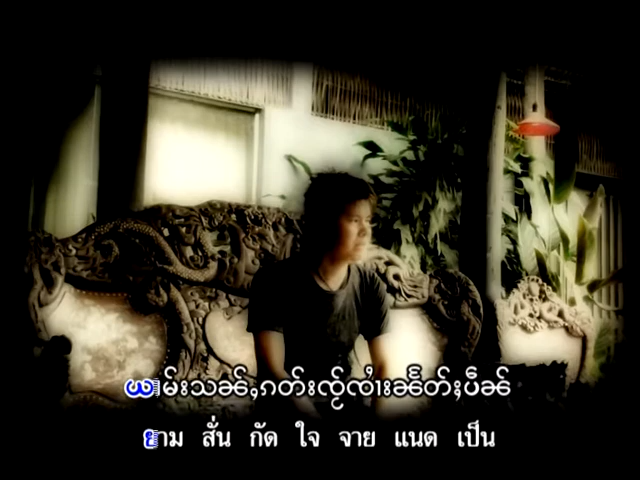 ယၢမ်းသၼ်ႇၵတ်းၸႂ်ၸၢႆးၼႅတ်ႈပဵၼ်
ยาม สั่น กัด ใจ จาย แนด เป็น